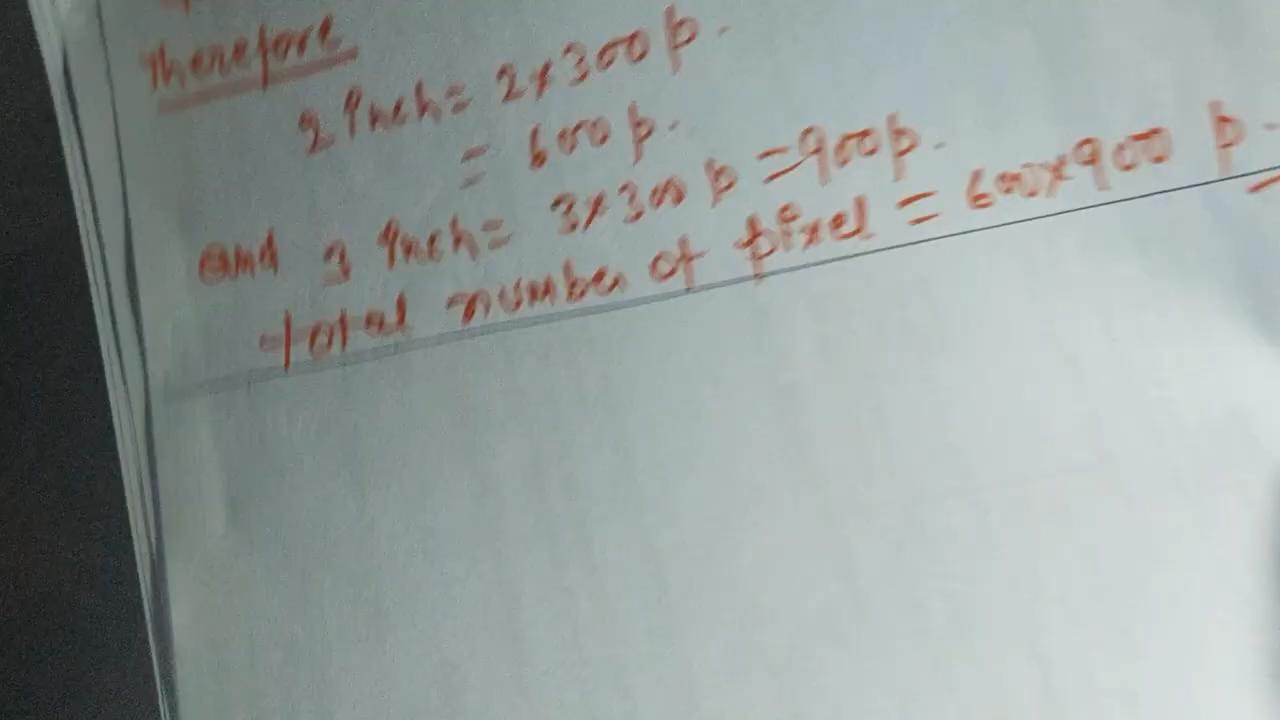 Therefore
2 Inch = 2×300 p.
= 600 p.
and 3 Inch = 3×300 p = 900 p.
total number of pixel = 600×900 p.